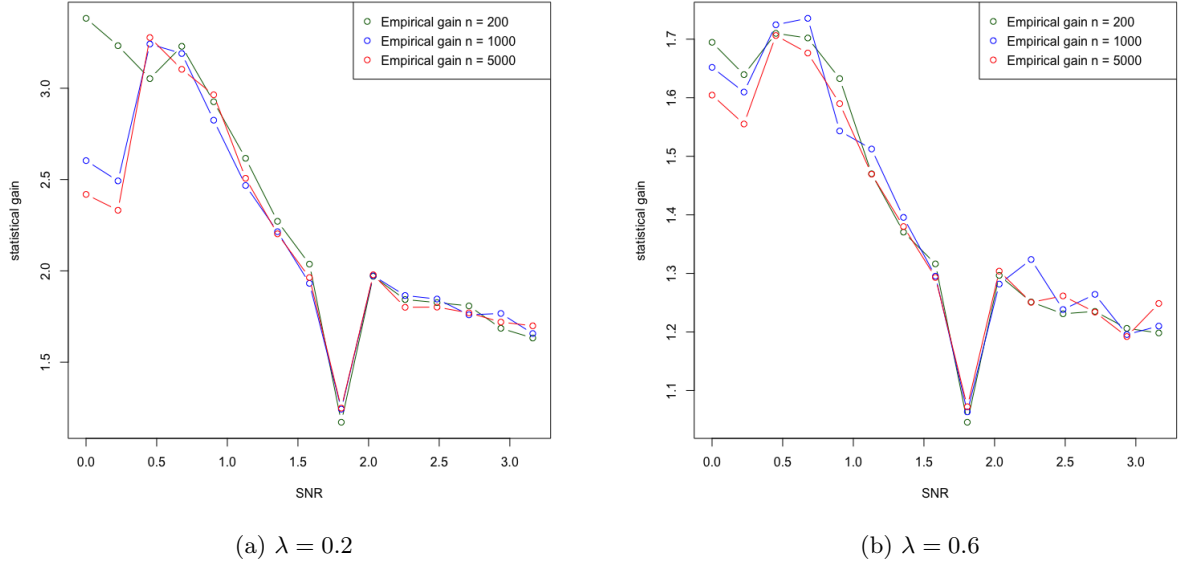 Empirical gain n = 200
Empirical gain n = 1000
Empirical gain n = 5000
statistical gain
3.0
2.5
2.0
1.5
0.0 0.5 1.0 1.5 2.0 2.5 3.0
SNR
(a) λ = 0.2
Empirical gain n = 200
Empirical gain n = 1000
Empirical gain n = 5000
statistical gain
1.7
1.6
1.5
1.4
1.3
1.2
1.1
0.0 0.5 1.0 1.5 2.0 2.5 3.0
SNR
(b) λ = 0.6